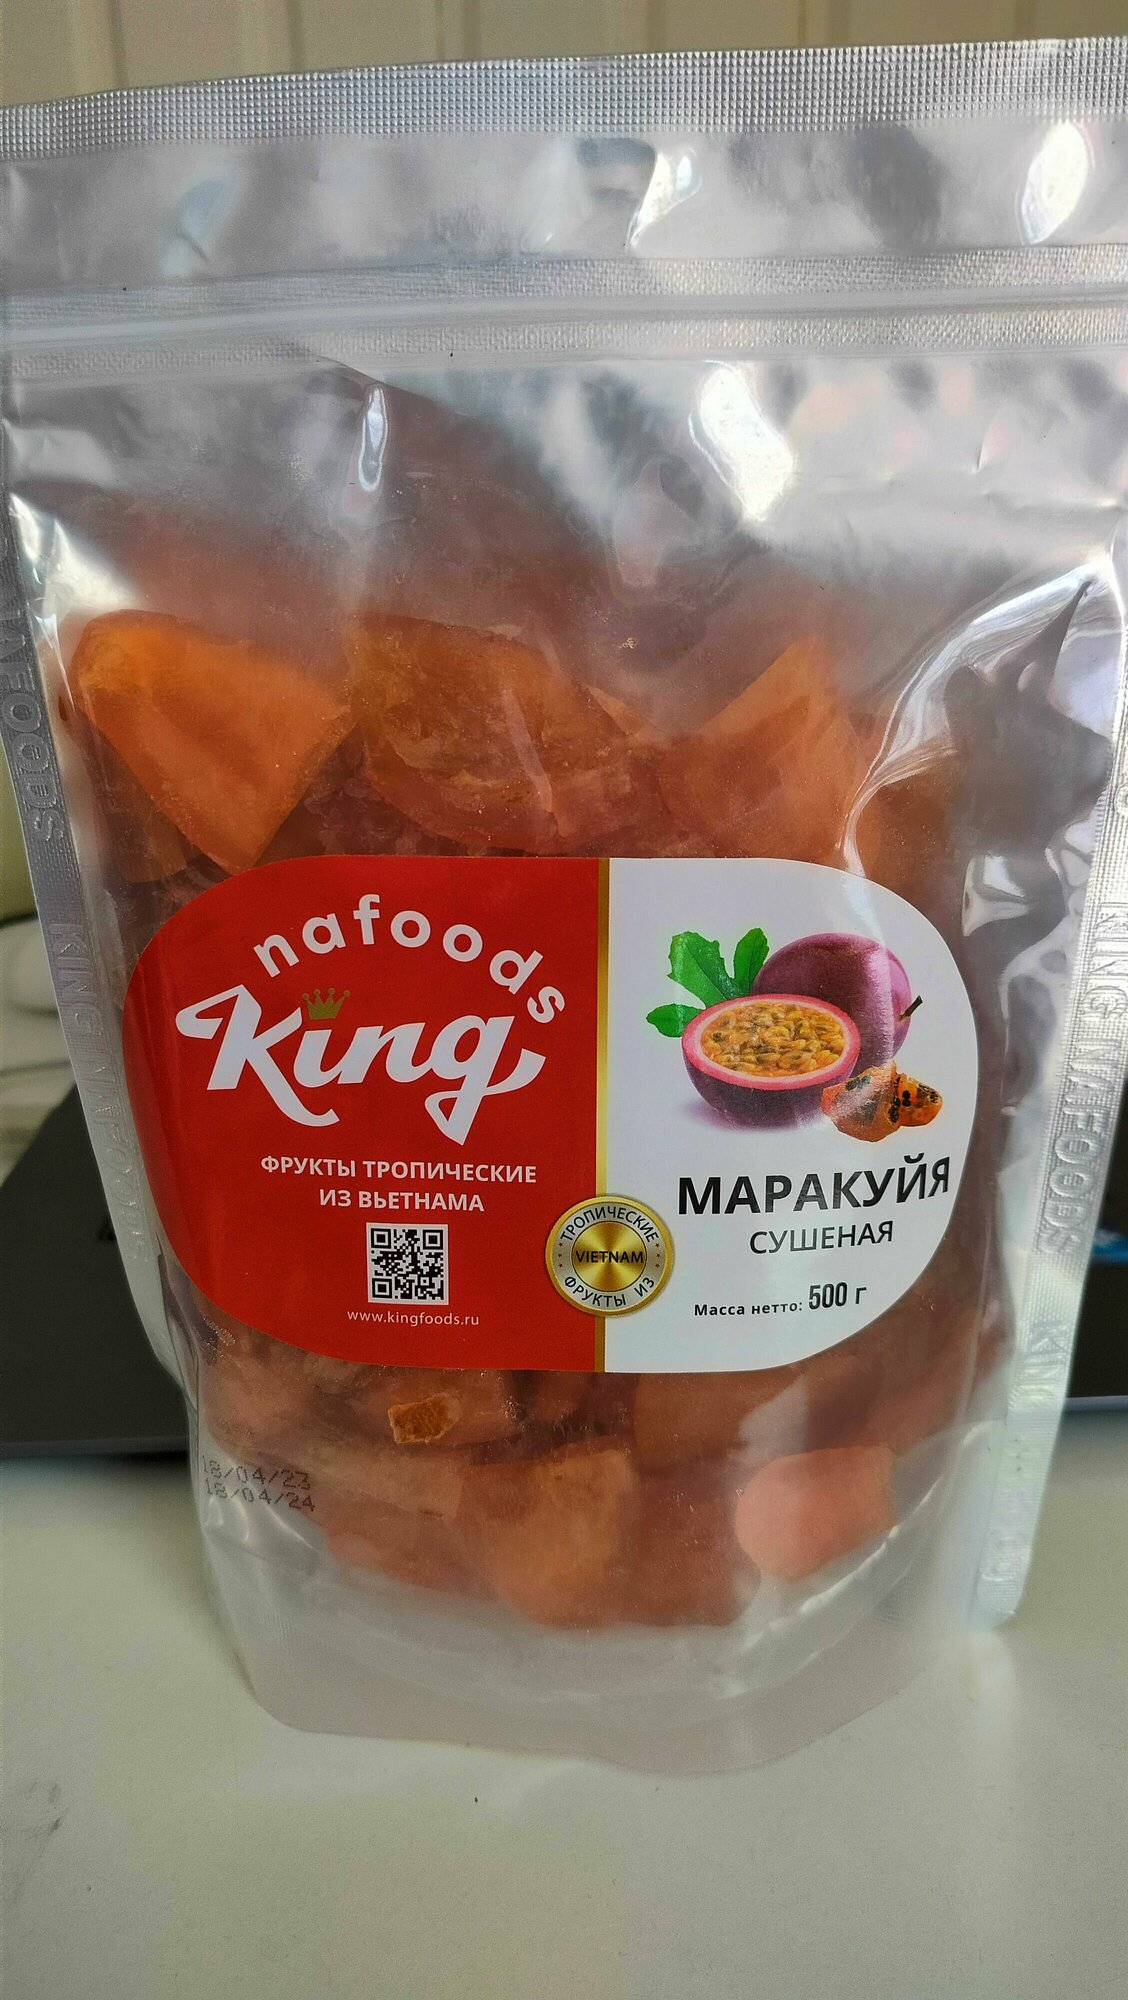 nafoods
King
ФРУКТЫ ТРОПИЧЕСКИЕ
ИЗ ВЬЕТНАМА
www.kingfoods.ru
ТРОПИЧЕСКИЕ
VIETNAM
ФРУКТЫ ИЗ
МАРАКУЙЯ
СУШЕНАЯ
Масса нетто: 500 г
18/04/23
18/04/24
KING NAFOODS
KING NAFOODS